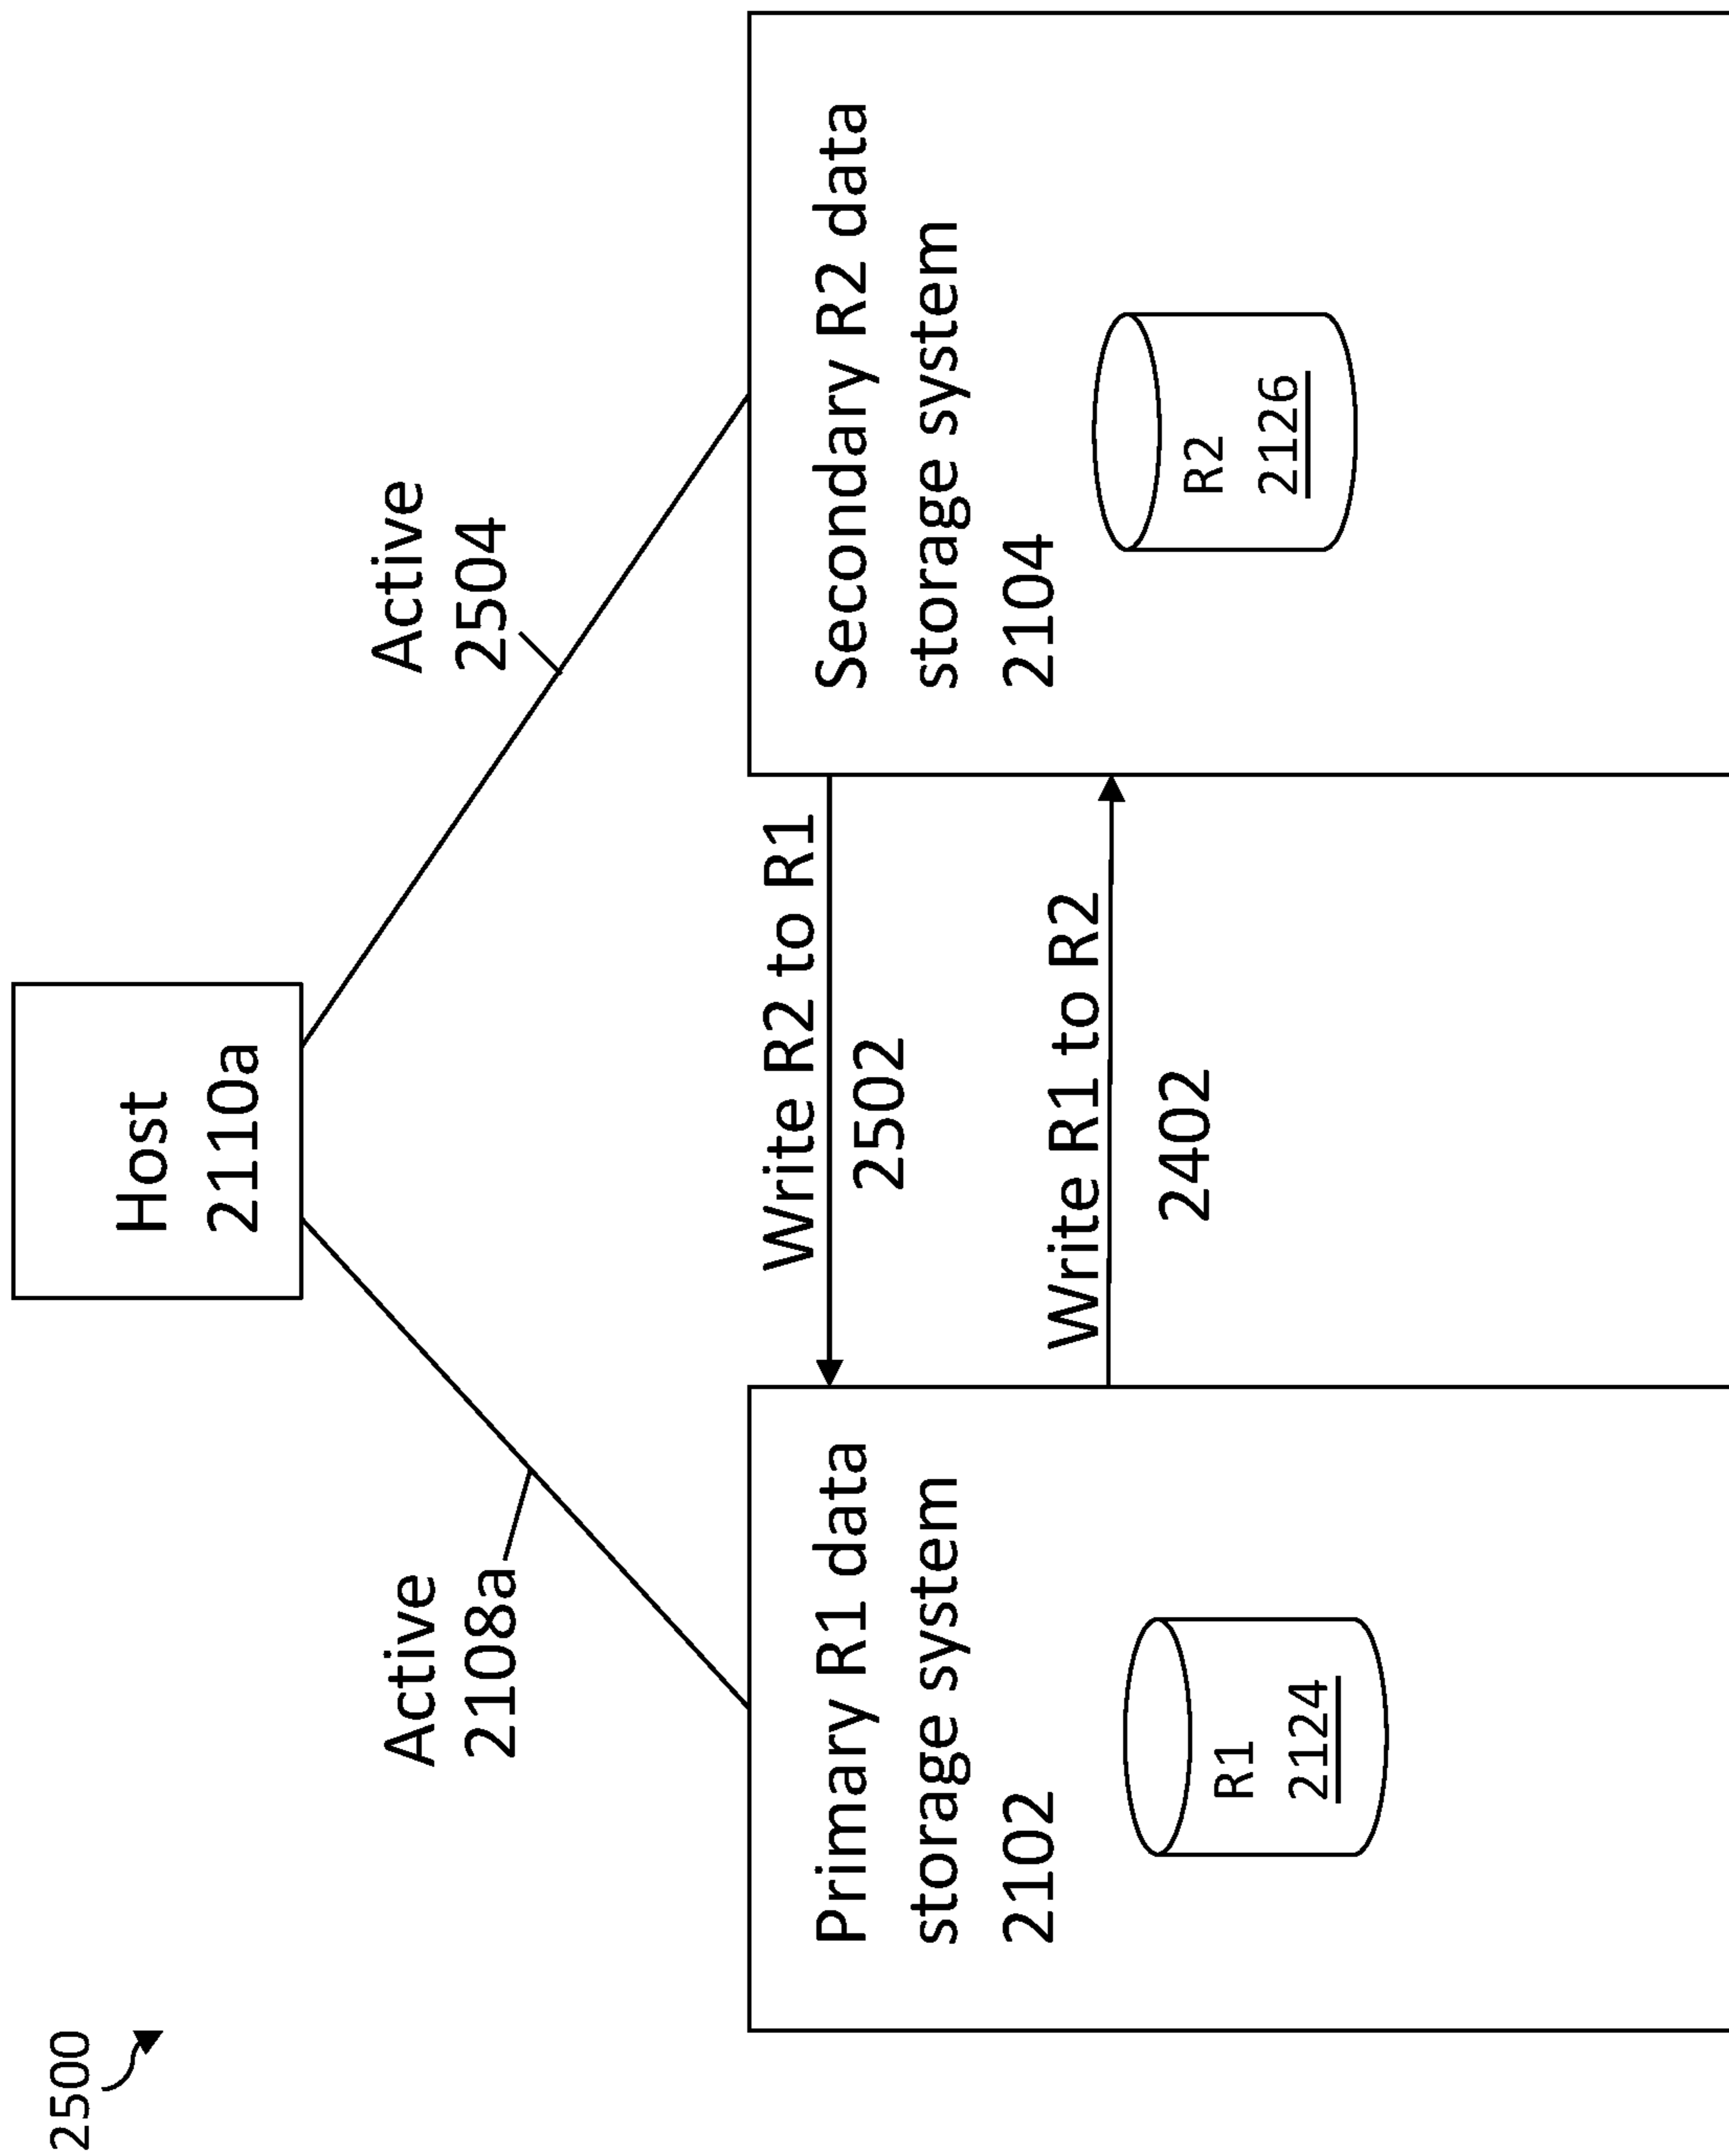 2500
Host
2110a
Active
2108a
Active
2504
Write R2 to R1
2502
Write R1 to R2
2402
Primary R1 data
storage system
2102
R1
2124
Secondary R2 data
storage system
2104
R2
2126